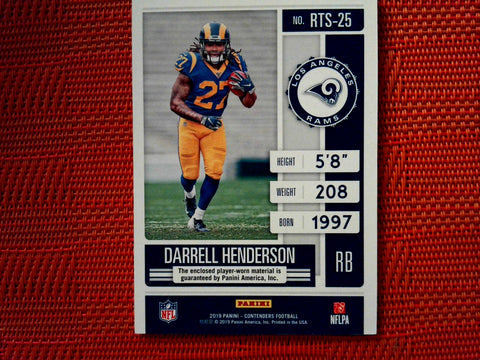 NO. RTS-25
27
LOS ANGELES
RAMS
HEIGHT 5'8"
WEIGHT 208
BORN 1997
DARRELL HENDERSON
RB
The enclosed player-worn material is
guaranteed by Panini America, Inc.
NFL
PANINI
NFLPA
2019 PANINI - CONTENDERS FOOTBALL
© 2019 Panini America, Inc. Printed in the USA.